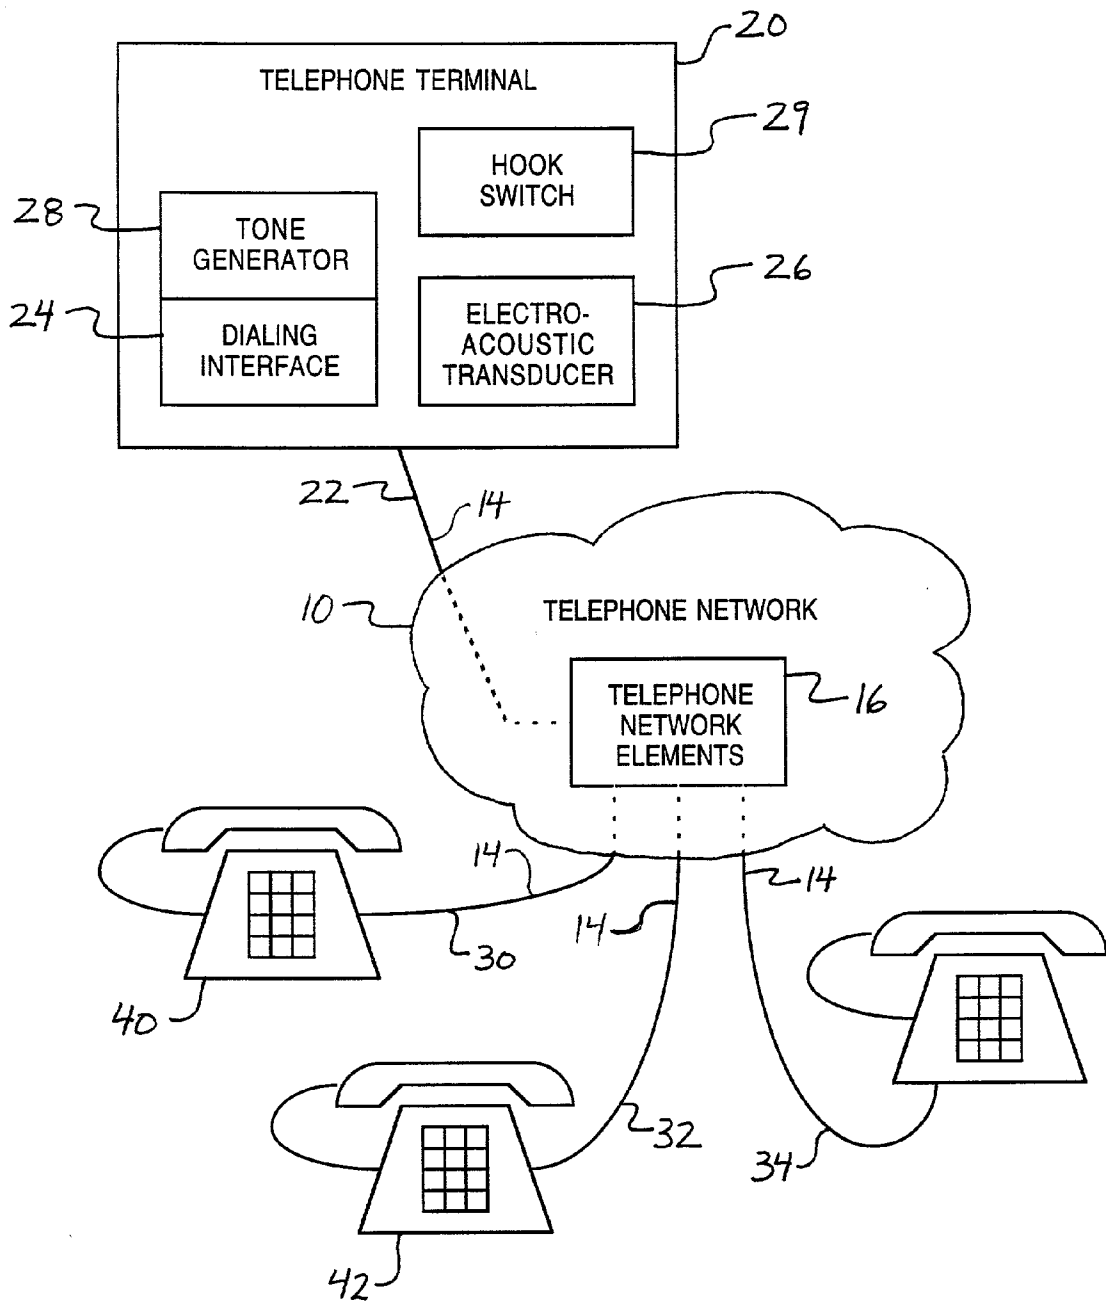 20
TELEPHONE TERMINAL
29
HOOK
SWITCH
28
TONE
GENERATOR
26
24
DIALING
INTERFACE
ELECTRO-
ACOUSTIC
TRANSDUCER
22
14
10
TELEPHONE NETWORK
TELEPHONE
NETWORK
ELEMENTS
16
14
14
14
30
40
32
34
42